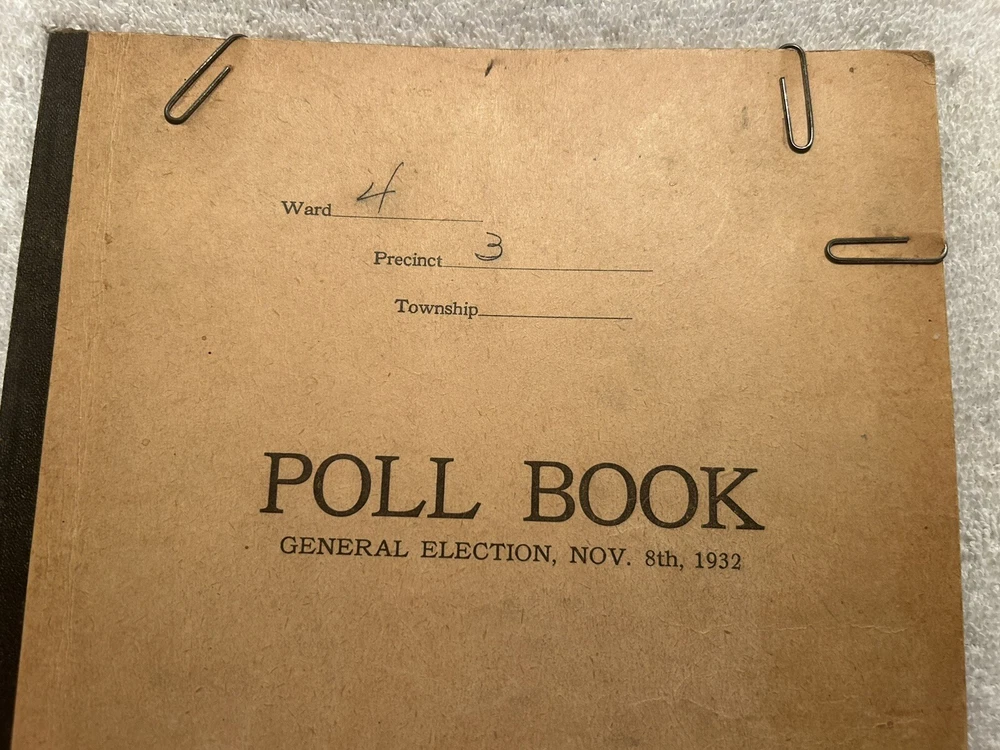 Ward 4
Precinct 3
Township
POLL BOOK
GENERAL ELECTION, NOV. 8th, 1932